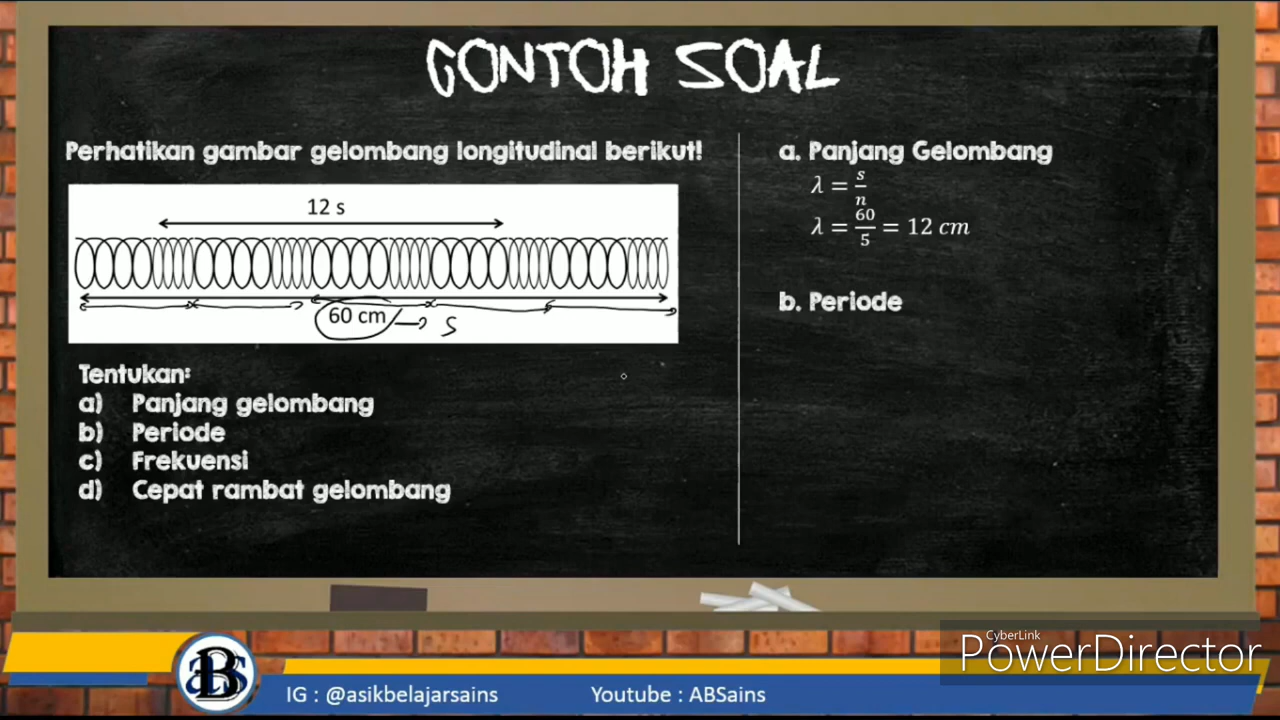 CONTOH SOAL
Perhatikan gambar gelombang longitudinal berikut!
12 s
60 cm → s
Tentukan:
a) Panjang gelombang
b) Periode
c) Frekuensi
d) Cepat rambat gelombang
a. Panjang Gelombang
λ = s/n
λ = 60/5 = 12 cm
b. Periode
ABS
IG : @asikbelajarsains
Youtube : ABSains
CyberLink
PowerDirector